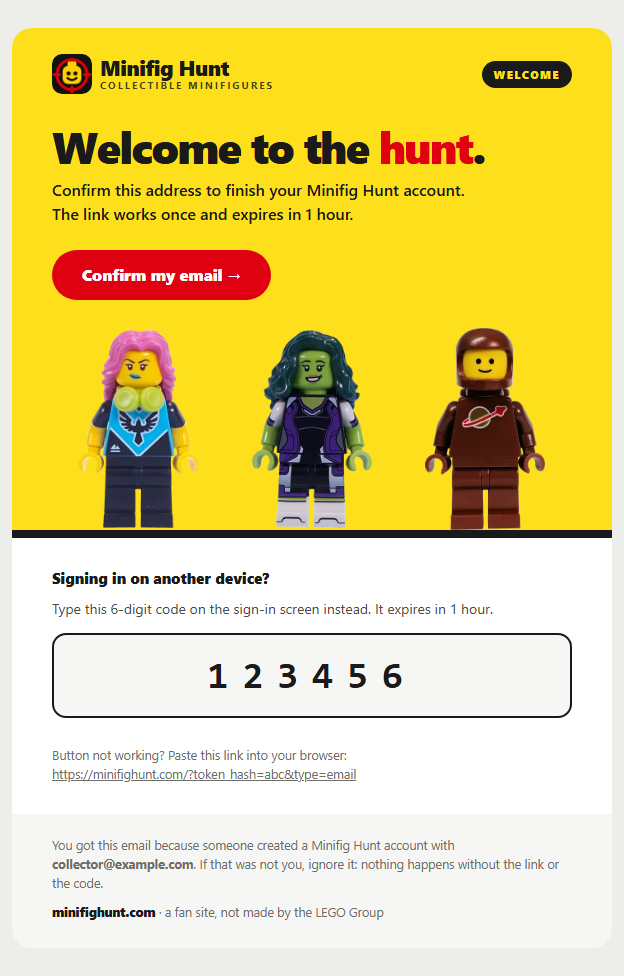 Minifig Hunt
COLLECTIBLE MINIFIGURES
WELCOME
Welcome to the hunt.
Confirm this address to finish your Minifig Hunt account.
The link works once and expires in 1 hour.
Confirm my email →
Signing in on another device?
Type this 6-digit code on the sign-in screen instead. It expires in 1 hour.
1 2 3 4 5 6
Button not working? Paste this link into your browser:
https://minifighunt.com/?token_hash=abc&type=email
You got this email because someone created a Minifig Hunt account with
collector@example.com. If that was not you, ignore it: nothing happens without the link or
the code.
minifighunt.com · a fan site, not made by the LEGO Group